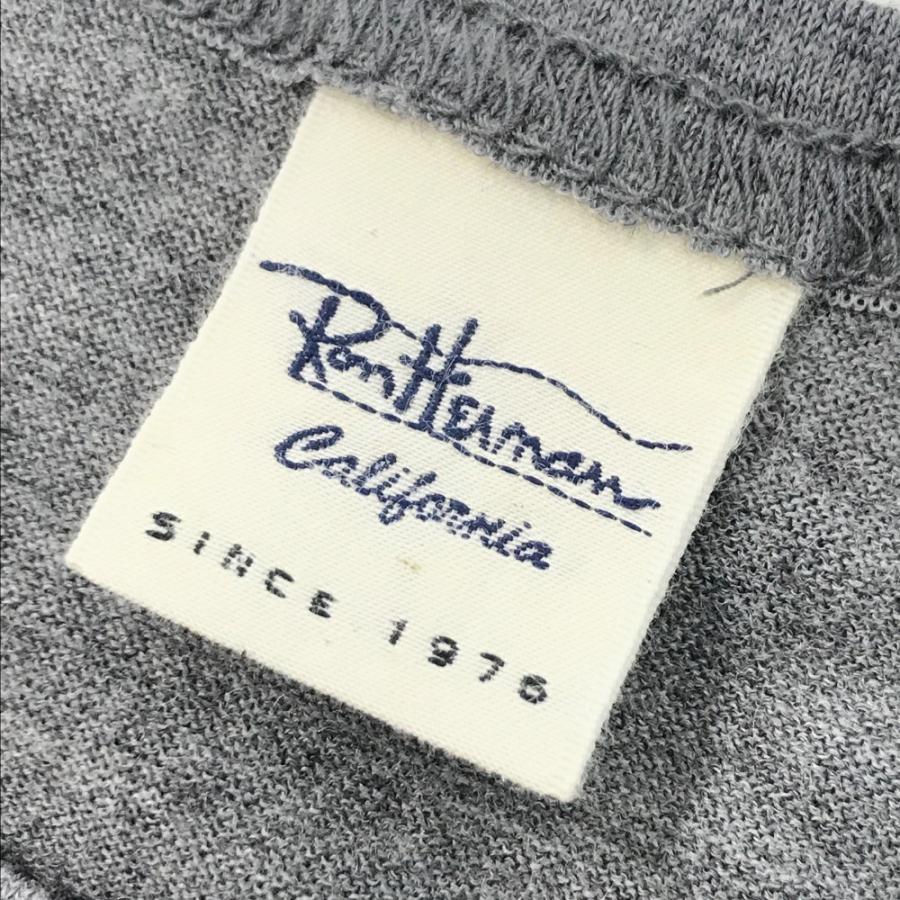 Ron Herman
California
SINCE 1976